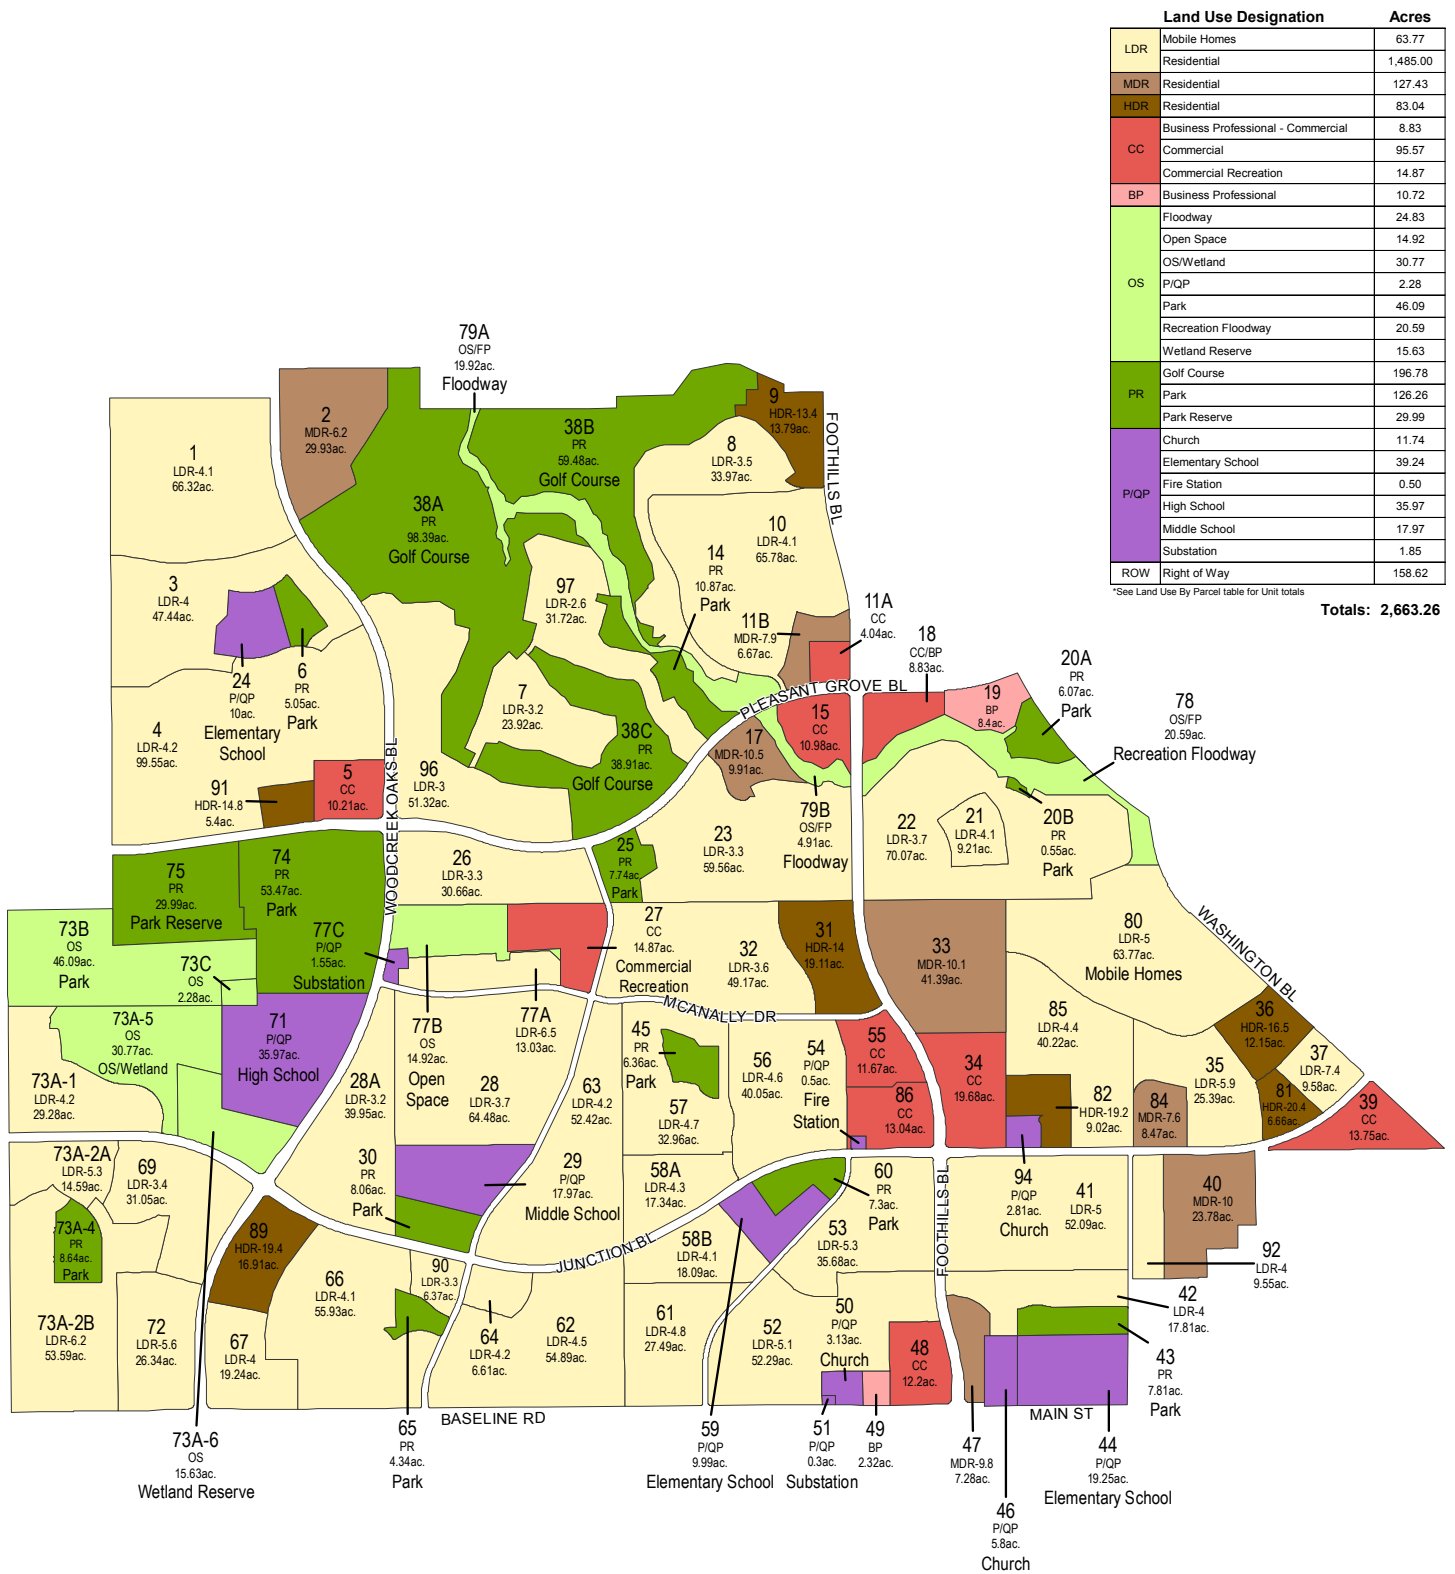 Land Use Designation Acres
LDR Mobile Homes 63.77
Residential 1,485.00
MDR Residential 127.43
HDR Residential 83.04
CC Business Professional - Commercial 8.83
Commercial 95.57
Commercial Recreation 14.87
BP Business Professional 10.72
OS Floodway 24.83
Open Space 14.92
OS/Wetland 30.77
P/QP 2.28
Park 46.09
Recreation Floodway 20.59
Wetland Reserve 15.63
PR Golf Course 196.78
Park 126.26
Park Reserve 29.99
P/QP Church 11.74
Elementary School 39.24
Fire Station 0.50
High School 35.97
Middle School 17.97
Substation 1.85
ROW Right of Way 158.62
*See Land Use By Parcel table for Unit totals
Totals: 2,663.26
79A
OS/FP
19.92ac.
Floodway
1
LDR-4.1
66.32ac.
2
MDR-6.2
29.93ac.
38B
PR
59.48ac.
Golf Course
8
LDR-3.5
33.97ac.
9
HDR-13.4
13.79ac.
FOOTHILLS BL
38A
PR
98.39ac.
Golf Course
10
LDR-4.1
65.78ac.
14
PR
10.87ac.
Park
3
LDR-4
47.44ac.
97
LDR-2.6
31.72ac.
11B
MDR-7.9
6.67ac.
11A
CC
4.04ac.
18
CC/BP
8.83ac.
24
P/QP
10ac.
Elementary
School
6
PR
5.05ac.
Park
7
LDR-3.2
23.92ac.
PLEASANT GROVE BL
19
BP
8.4ac.
20A
PR
6.07ac.
Park
78
OS/FP
20.59ac.
Recreation Floodway
4
LDR-4.2
99.55ac.
38C
PR
38.91ac.
Golf Course
17
MDR-10.5
9.91ac.
15
CC
10.98ac.
91
HDR-14.8
5.4ac.
5
CC
10.21ac.
WOODCREEK OAKS BL
96
LDR-3
51.32ac.
79B
OS/FP
4.91ac.
Floodway
23
LDR-3.3
59.56ac.
22
LDR-3.7
70.07ac.
21
LDR-4.1
9.21ac.
20B
PR
0.55ac.
Park
75
PR
29.99ac.
Park Reserve
74
PR
53.47ac.
Park
26
LDR-3.3
30.66ac.
25
PR
7.74ac.
Park
73B
OS
46.09ac.
Park
73C
OS
2.28ac.
77C
P/QP
1.55ac.
Substation
27
CC
14.87ac.
Commercial
Recreation
32
LDR-3.6
49.17ac.
31
HDR-14
19.11ac.
33
MDR-10.1
41.39ac.
80
LDR-5
63.77ac.
Mobile Homes
WASHINGTON BL
MCANALLY DR
73A-5
OS
30.77ac.
OS/Wetland
71
P/QP
35.97ac.
High School
77B
OS
14.92ac.
Open
Space
77A
LDR-6.5
13.03ac.
45
PR
6.36ac.
Park
54
P/QP
0.5ac.
Fire
Station
55
CC
11.67ac.
85
LDR-4.4
40.22ac.
36
HDR-16.5
12.15ac.
37
LDR-7.4
9.58ac.
73A-1
LDR-4.2
29.28ac.
28A
LDR-3.2
39.95ac.
28
LDR-3.7
64.48ac.
63
LDR-4.2
52.42ac.
56
LDR-4.6
40.05ac.
57
LDR-4.7
32.96ac.
86
CC
13.04ac.
34
CC
19.68ac.
82
HDR-19.2
9.02ac.
84
MDR-7.6
8.47ac.
35
LDR-5.9
25.39ac.
81
HDR-20.4
6.66ac.
39
CC
13.75ac.
73A-2A
LDR-5.3
14.59ac.
69
LDR-3.4
31.05ac.
30
PR
8.06ac.
Park
29
P/QP
17.97ac.
Middle School
58A
LDR-4.3
17.34ac.
60
PR
7.3ac.
Park
94
P/QP
2.81ac.
Church
41
LDR-5
52.09ac.
40
MDR-10
23.78ac.
73A-4
PR
8.64ac.
Park
89
HDR-19.4
16.91ac.
JUNCTION BL
58B
LDR-4.1
18.09ac.
53
LDR-5.3
35.68ac.
FOOTHILLS BL
92
LDR-4
9.55ac.
66
LDR-4.1
55.93ac.
90
LDR-3.3
6.37ac.
42
LDR-4
17.81ac.
73A-2B
LDR-6.2
53.59ac.
72
LDR-5.6
26.34ac.
67
LDR-4
19.24ac.
64
LDR-4.2
6.61ac.
62
LDR-4.5
54.89ac.
61
LDR-4.8
27.49ac.
52
LDR-5.1
52.29ac.
50
P/QP
3.13ac.
Church
48
CC
12.2ac.
43
PR
7.81ac.
Park
BASELINE RD
MAIN ST
73A-6
OS
15.63ac.
Wetland Reserve
65
PR
4.34ac.
Park
59
P/QP
9.99ac.
Elementary School
51
P/QP
0.3ac.
Substation
49
BP
2.32ac.
47
MDR-9.8
7.28ac.
44
P/QP
19.25ac.
Elementary School
46
P/QP
5.8ac.
Church